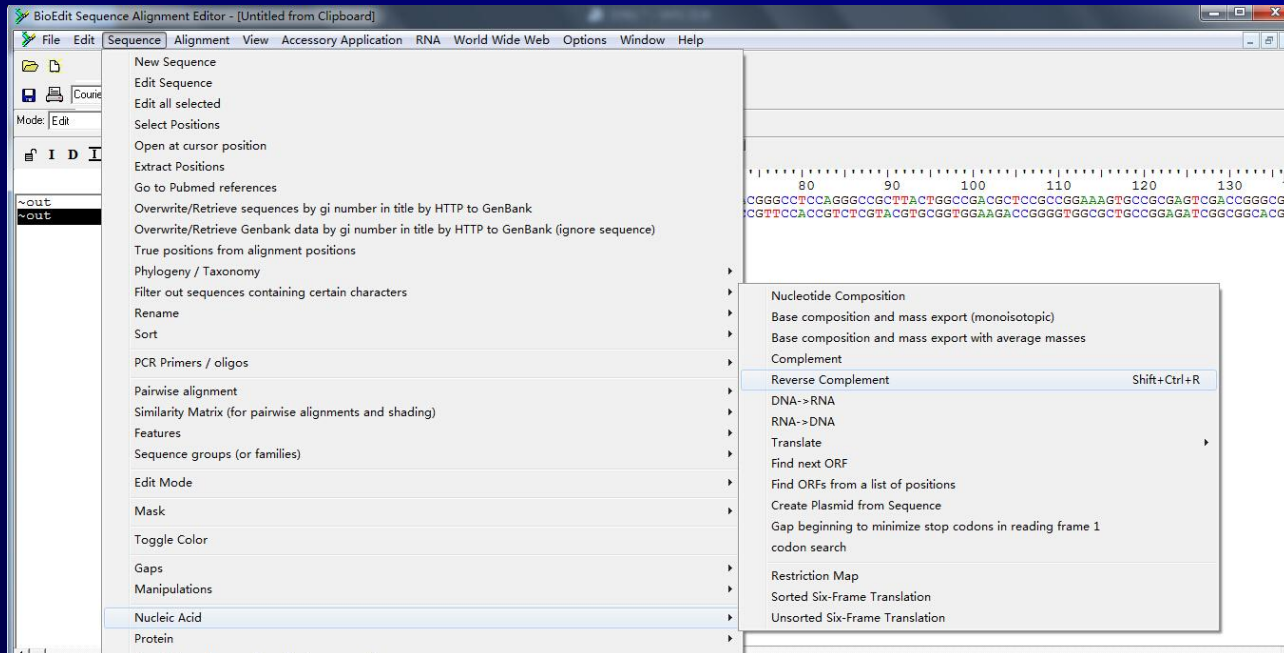 BioEdit Sequence Alignment Editor - [Untitled from Clipboard]
File Edit Sequence Alignment View Accessory Application RNA World Wide Web Options Window Help
New Sequence
Edit Sequence
Edit all selected
Select Positions
Open at cursor position
Extract Positions
Go to Pubmed references
Overwrite/Retrieve sequences by gi number in title by HTTP to GenBank
Overwrite/Retrieve Genbank data by gi number in title by HTTP to GenBank (ignore sequence)
True positions from alignment positions
Phylogeny / Taxonomy
Filter out sequences containing certain characters
Rename
Sort
PCR Primers / oligos
Pairwise alignment
Similarity Matrix (for pairwise alignments and shading)
Features
Sequence groups (or families)
Edit Mode
Mask
Toggle Color
Gaps
Manipulations
Nucleic Acid
Protein
Courie
Mode: Edit
I D I
~out
~out
80 90 100 110 120 130
CGGGCCTCCAGGGCCGCTTACTGGCCGACGCTCCGCCGGAAAGTGCCGCGAGTCGACCGGGCG
CGTTCCACCGTCTCGTACGTGCGGTGGAAGACCGGGGTGGCGCTGCCGGAGATCGGCGGCACG
Nucleotide Composition
Base composition and mass export (monoisotopic)
Base composition and mass export with average masses
Complement
Reverse Complement Shift+Ctrl+R
DNA->RNA
RNA->DNA
Translate
Find next ORF
Find ORFs from a list of positions
Create Plasmid from Sequence
Gap beginning to minimize stop codons in reading frame 1
codon search
Restriction Map
Sorted Six-Frame Translation
Unsorted Six-Frame Translation